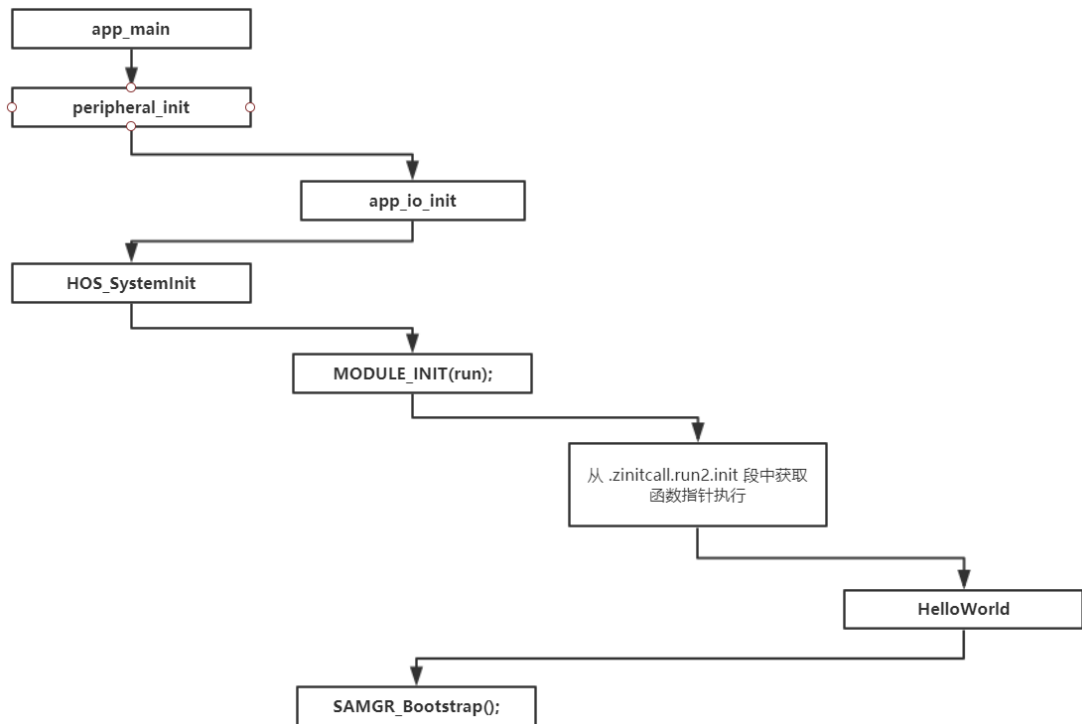 app_main
peripheral_init
app_io_init
HOS_SystemInit
MODULE_INIT(run);
从 .zinitcall.run2.init 段中获取
函数指针执行
HelloWorld
SAMGR_Bootstrap();